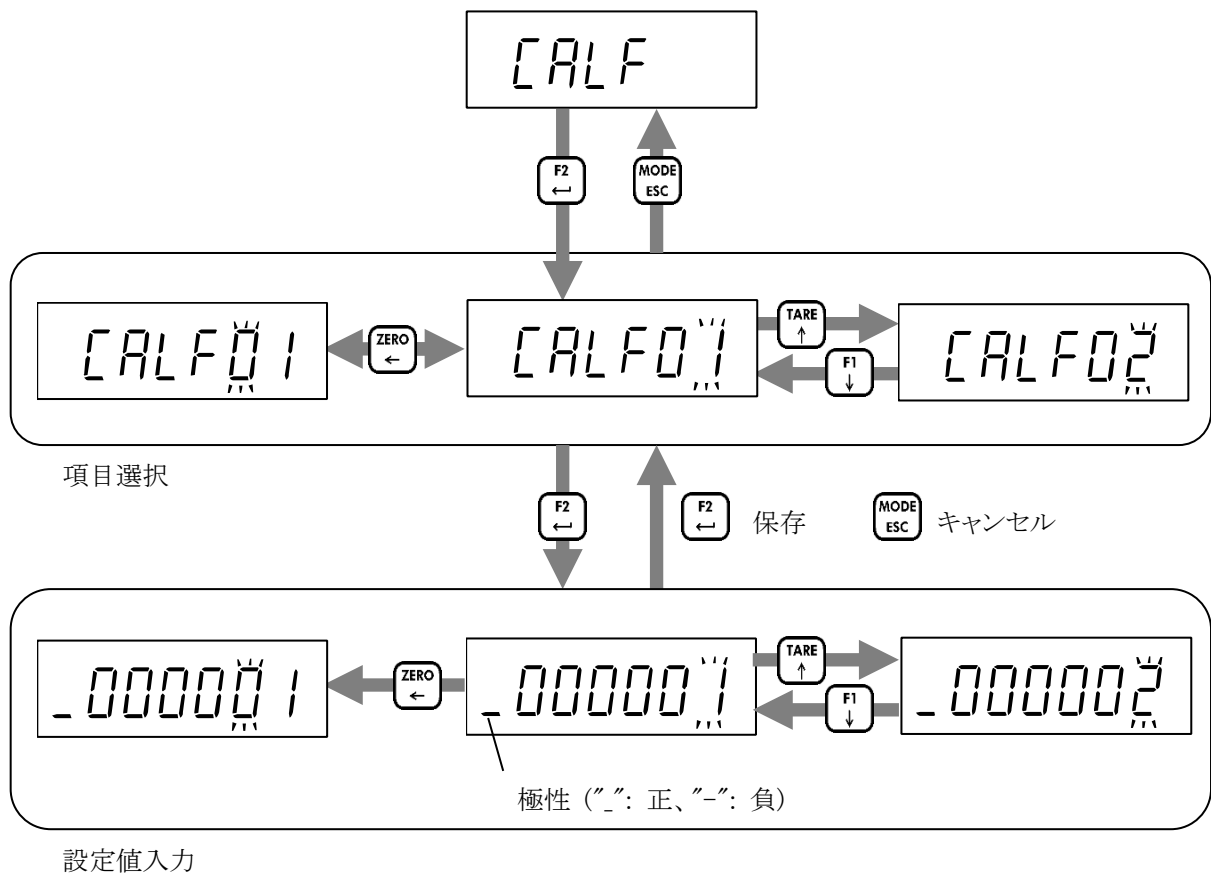 CALF
F2
←
MODE
ESC
CALF01
ZERO
←
CALF01
TARE
↑
F1
↓
CALF02
項目選択
F2
←
F2
←
保存
MODE
ESC
キャンセル
_000001
ZERO
←
_000001
TARE
↑
F1
↓
_000002
極性 ("_": 正、"-": 負)
設定値入力